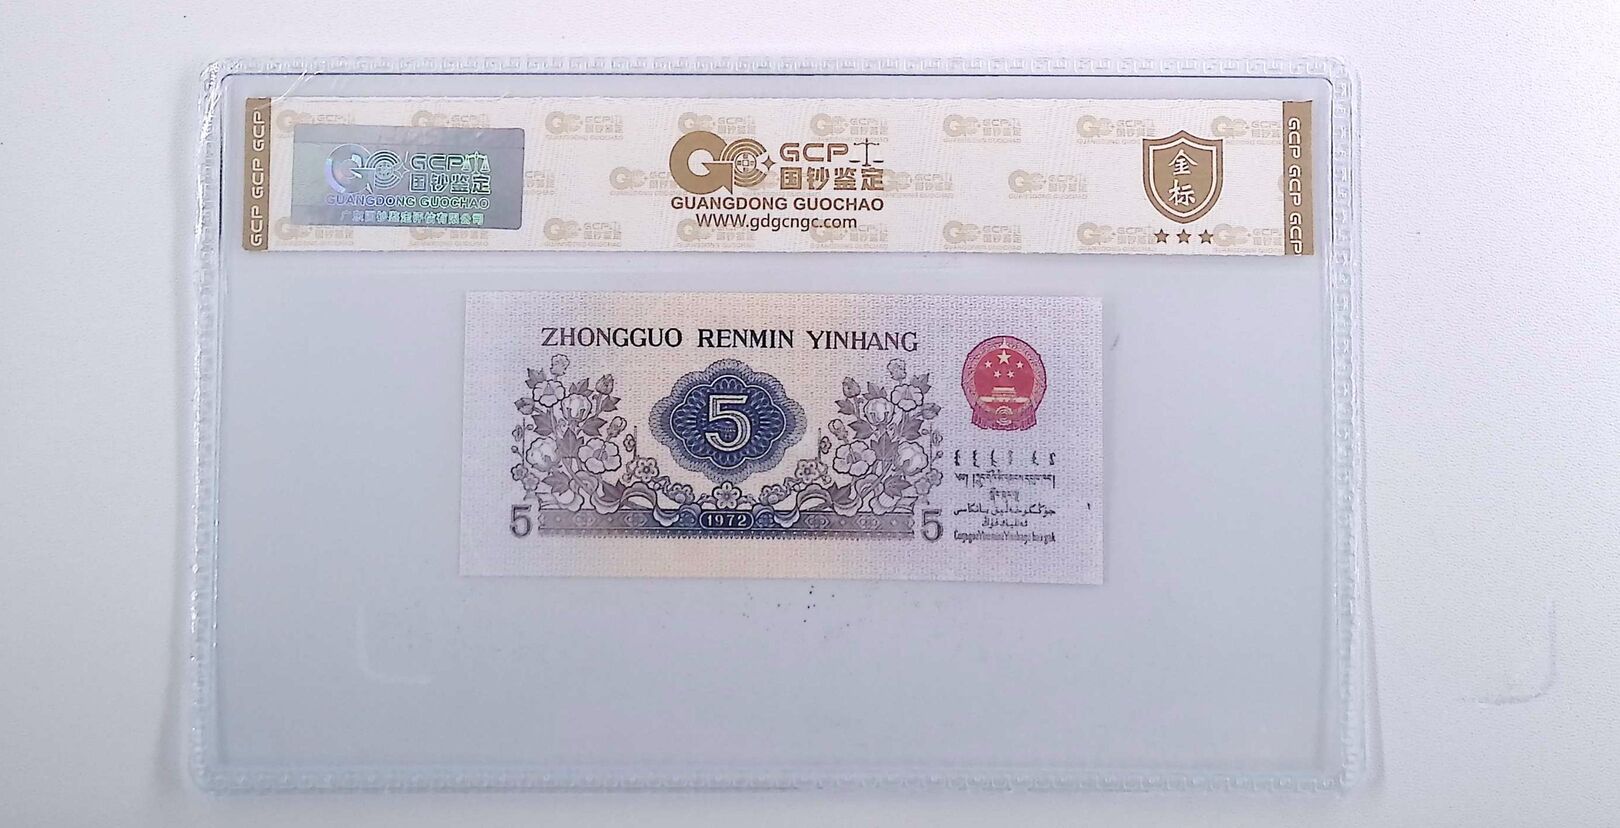 GCP GCP GCP
GCP
国钞鉴定
GUANGDONG GUOCHAO
广东国钞鉴定评估有限公司
GCP
国钞鉴定
GUANGDONG GUOCHAO
WWW.gdgcngc.com
金标
GCP GCP GCP
ZHONGGUO RENMIN YINHANG
5
1972
5
5